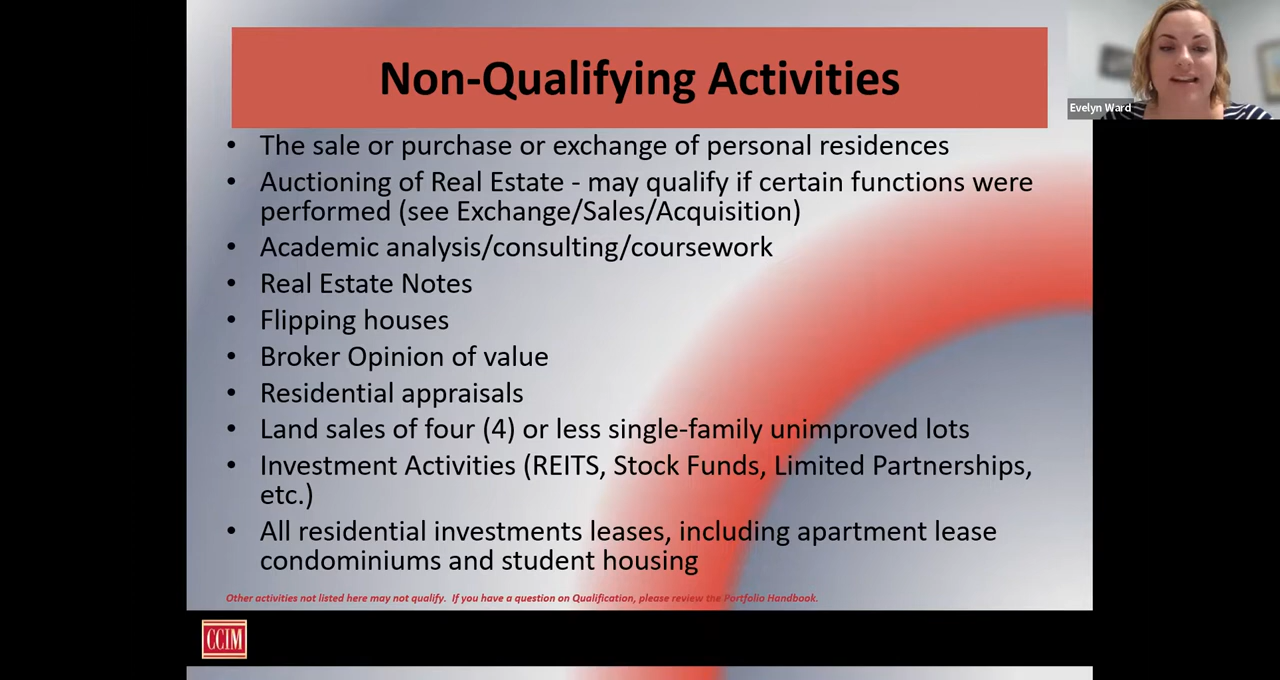 Non-Qualifying Activities
Evelyn Ward
• The sale or purchase or exchange of personal residences
• Auctioning of Real Estate - may qualify if certain functions were
performed (see Exchange/Sales/Acquisition)
• Academic analysis/consulting/coursework
• Real Estate Notes
• Flipping houses
• Broker Opinion of value
• Residential appraisals
• Land sales of four (4) or less single-family unimproved lots
• Investment Activities (REITS, Stock Funds, Limited Partnerships,
etc.)
• All residential investments leases, including apartment lease
condominiums and student housing
Other activities not listed here may not qualify. If you have a question on Qualification, please review the Portfolio Handbook.
CCIM